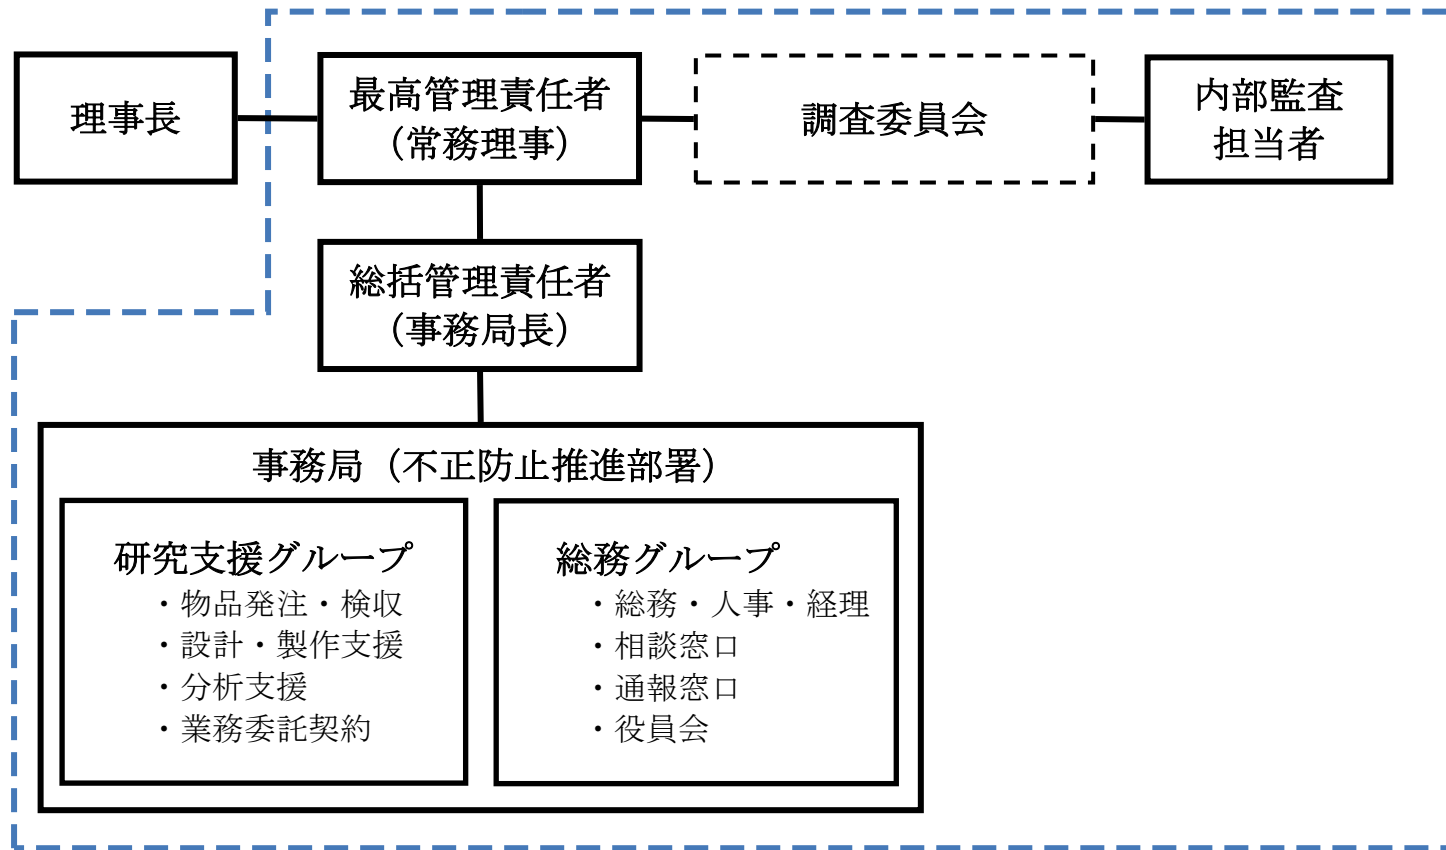 理事長
最高管理責任者
（常務理事）
調査委員会
内部監査
担当者
総括管理責任者
（事務局長）
事務局（不正防止推進部署）
研究支援グループ
・物品発注・検収
・設計・製作支援
・分析支援
・業務委託契約
総務グループ
・総務・人事・経理
・相談窓口
・通報窓口
・役員会